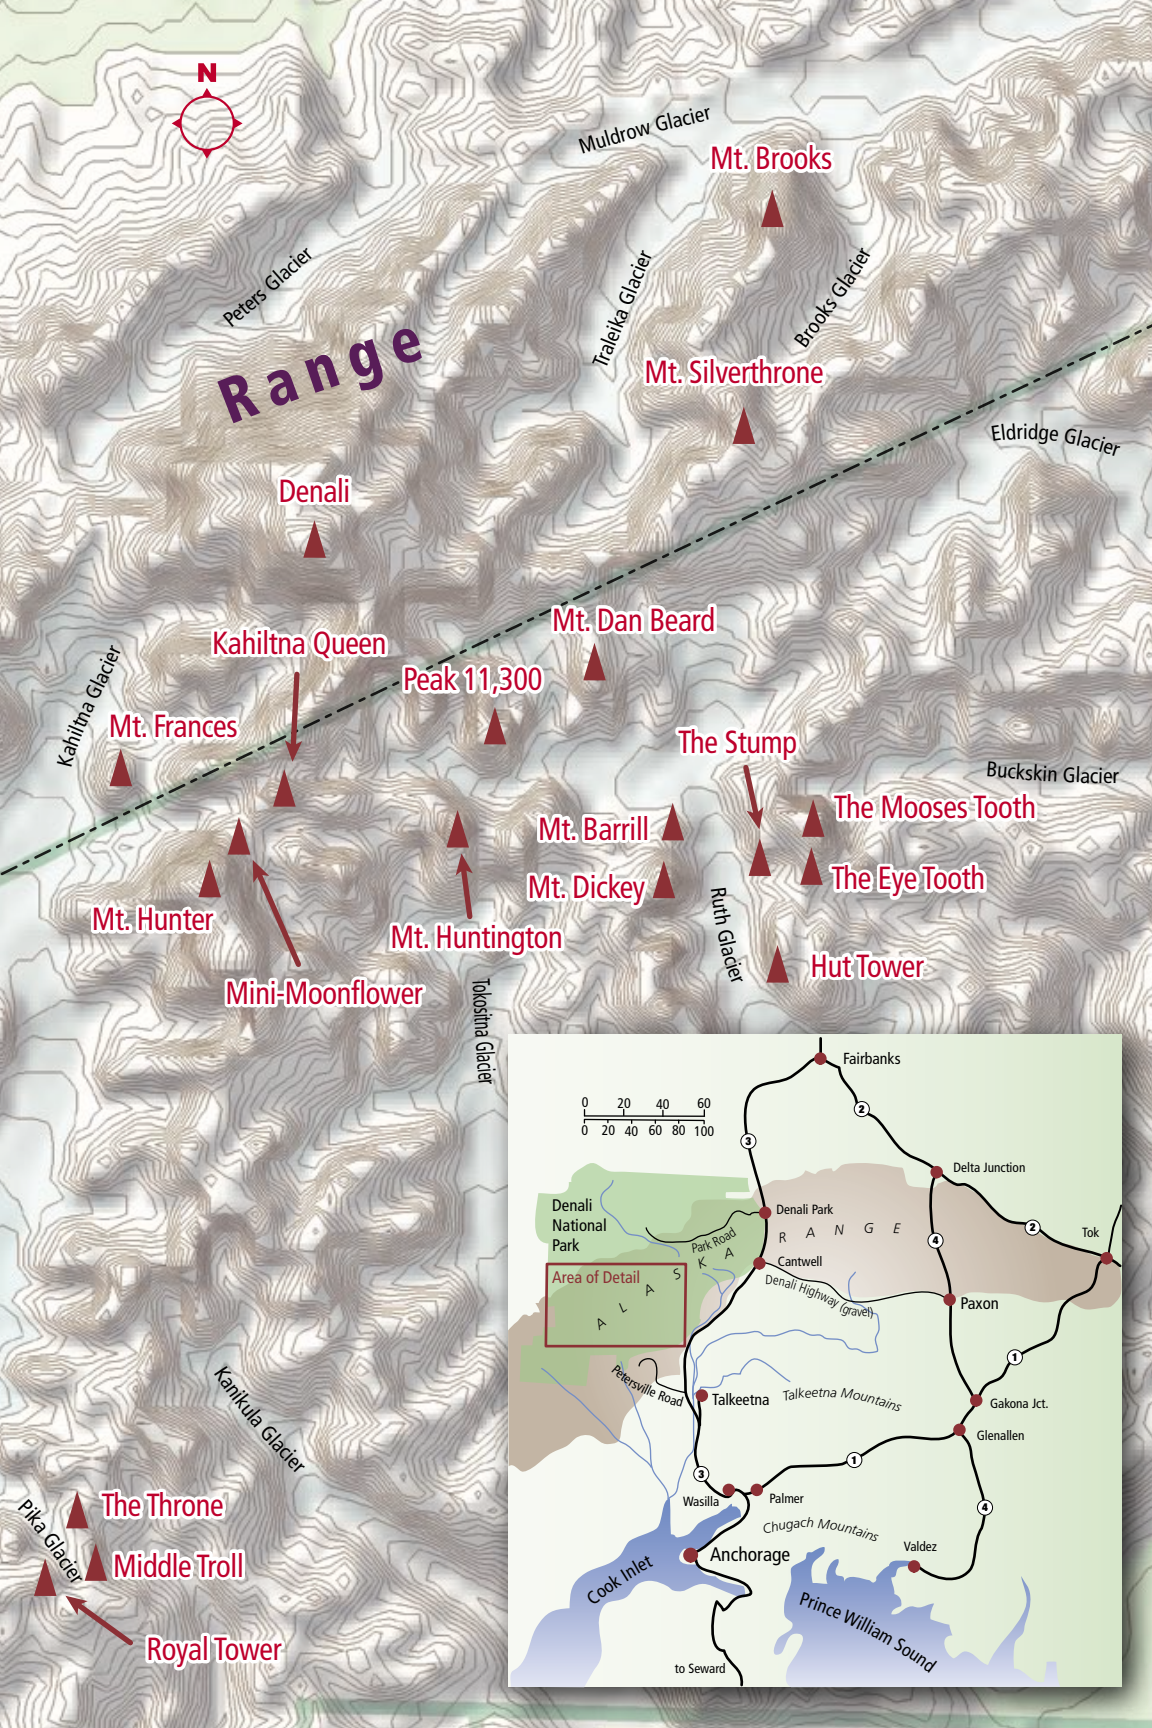 N
Muldrow Glacier
Mt. Brooks
Peters Glacier
Traleika Glacier
Brooks Glacier
Range
Mt. Silverthrone
Eldridge Glacier
Denali
Mt. Dan Beard
Kahiltna Queen
Peak 11,300
Kahiltna Glacier
Mt. Frances
The Stump
Buckskin Glacier
The Mooses Tooth
Mt. Barrill
The Eye Tooth
Mt. Dickey
Mt. Hunter
Ruth Glacier
Mt. Huntington
Hut Tower
Mini-Moonflower
Tokositna Glacier
Kanikula Glacier
The Throne
Pika Glacier
Middle Troll
Royal Tower
Fairbanks
0 20 40 60
0 20 40 60 80 100
2
3
Delta Junction
Denali
National
Park
Denali Park
RANGE
2
Tok
Park Road
4
Cantwell
Area of Detail
ALASKA
Denali Highway (gravel)
Paxon
1
Petersville Road
Talkeetna
Talkeetna Mountains
Gakona Jct.
Glenallen
1
3
Wasilla
Palmer
4
Chugach Mountains
Valdez
Anchorage
Cook Inlet
Prince William Sound
to Seward